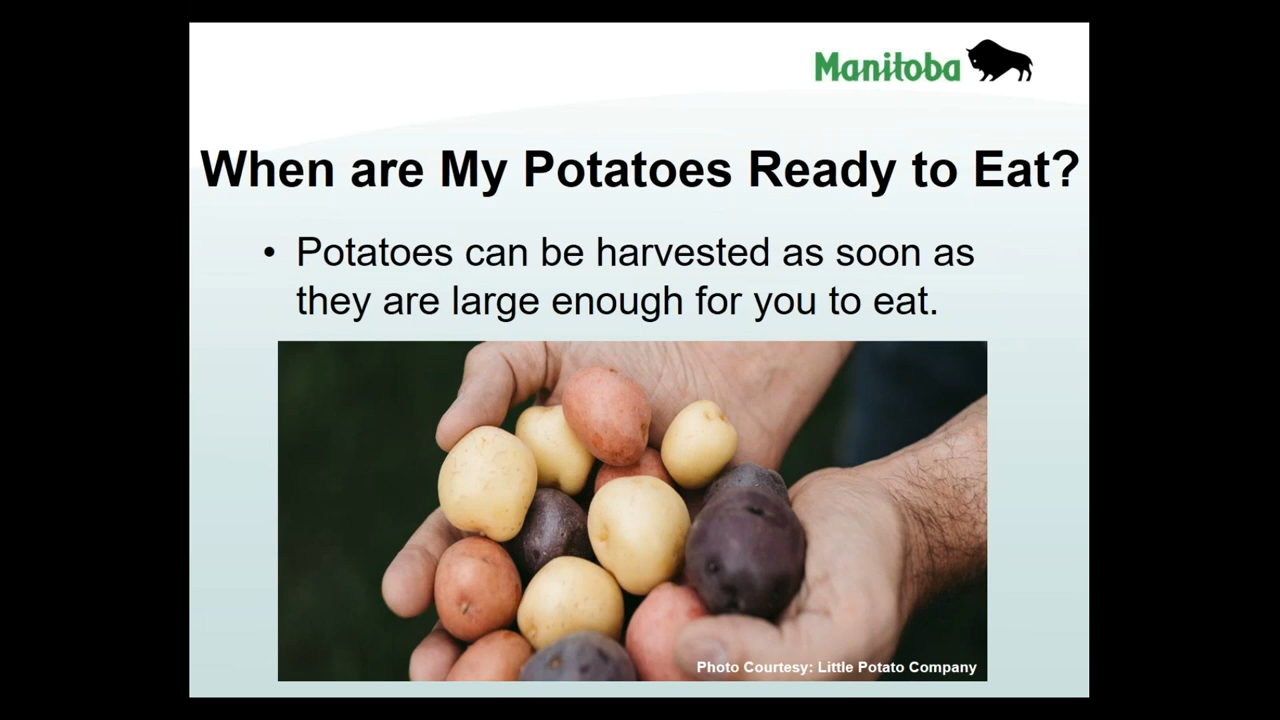 Manitoba
When are My Potatoes Ready to Eat?
• Potatoes can be harvested as soon as
they are large enough for you to eat.
Photo Courtesy: Little Potato Company